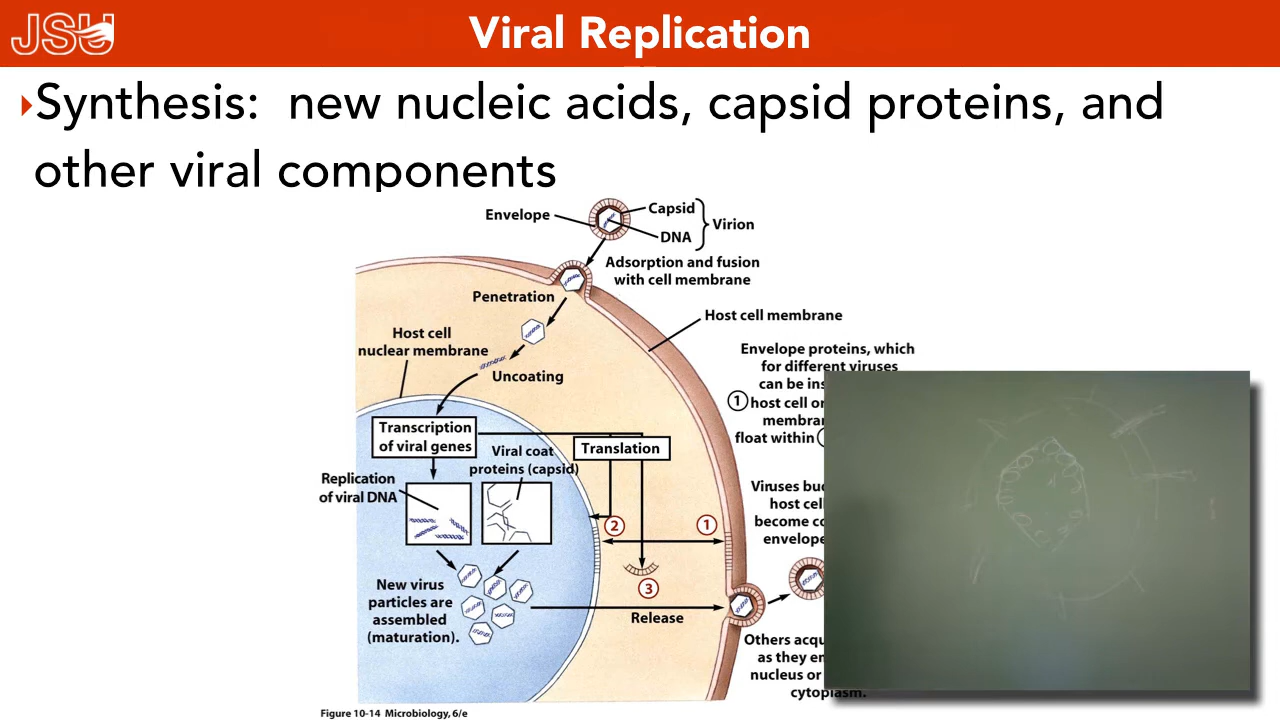 JSU
Viral Replication
Synthesis: new nucleic acids, capsid proteins, and
other viral components
Envelope
Capsid
DNA
Virion
Adsorption and fusion
with cell membrane
Penetration
Host cell membrane
Host cell
nuclear membrane
Uncoating
Envelope proteins, which
for different viruses
can be ins
1 host cell or
membran
float within
Transcription
of viral genes
Viral coat
proteins (capsid)
Translation
Replication
of viral DNA
Viruses bud
host cell
become co
envelope
2
1
3
New virus
particles are
assembled
(maturation).
Release
Others acqu
as they en
nucleus or
cytoplasm.
Figure 10-14 Microbiology, 6/e